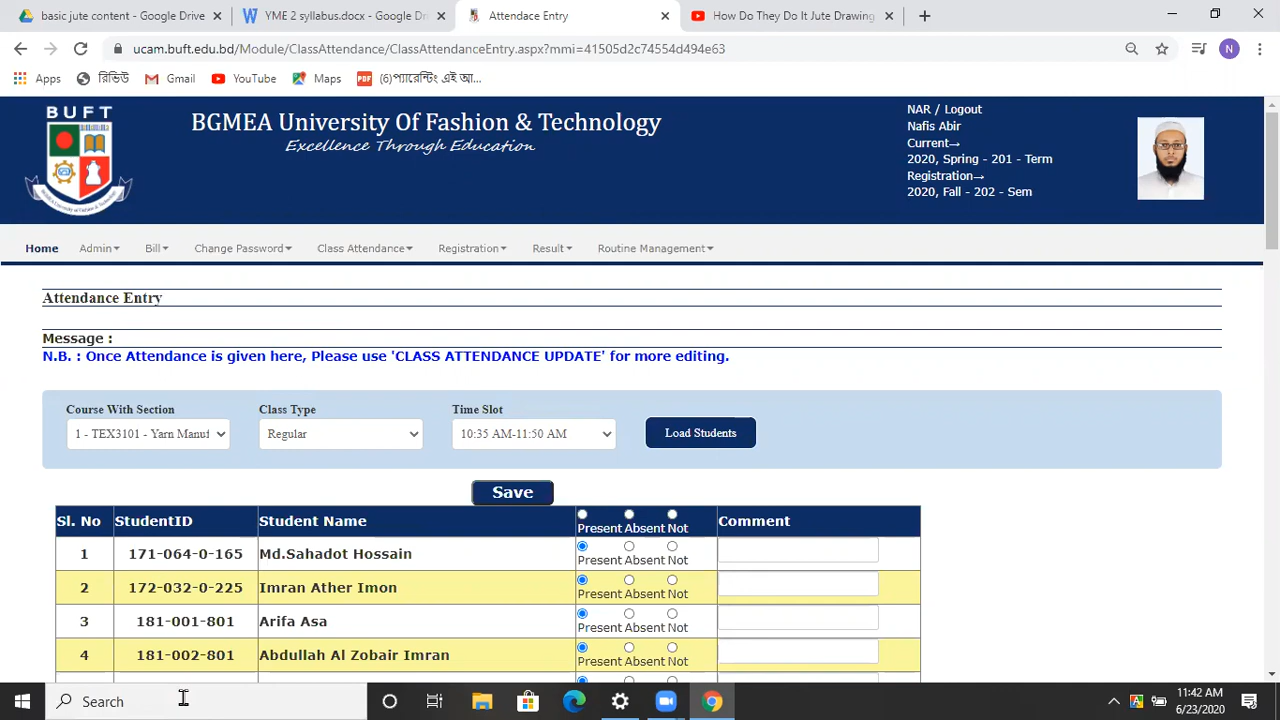 basic jute content - Google Drive
YME 2 syllabus.docx - Google Dri
Attendace Entry
How Do They Do It Jute Drawing
ucam.buft.edu.bd/Module/ClassAttendance/ClassAttendanceEntry.aspx?mmi=41505d2c74554d494e63
N
Apps
রিভিউ
Gmail
YouTube
Maps
(6)প্যারেন্টিং এই আ...
BUFT
BGMEA University Of Fashion & Technology
Excellence Through Education
NAR / Logout
Nafis Abir
Current→
2020, Spring - 201 - Term
Registration→
2020, Fall - 202 - Sem
Home
Admin
Bill
Change Password
Class Attendance
Registration
Result
Routine Management
Attendance Entry
Message :
N.B. : Once Attendance is given here, Please use 'CLASS ATTENDANCE UPDATE' for more editing.
Course With Section
Class Type
Time Slot
1 - TEX3101 - Yarn Manuf
Regular
10:35 AM-11:50 AM
Load Students
Save
Sl. No StudentID Student Name Present Absent Not Comment
1 171-064-0-165 Md.Sahadot Hossain Present Absent Not
2 172-032-0-225 Imran Ather Imon Present Absent Not
3 181-001-801 Arifa Asa Present Absent Not
4 181-002-801 Abdullah Al Zobair Imran Present Absent Not
Search
11:42 AM
6/23/2020